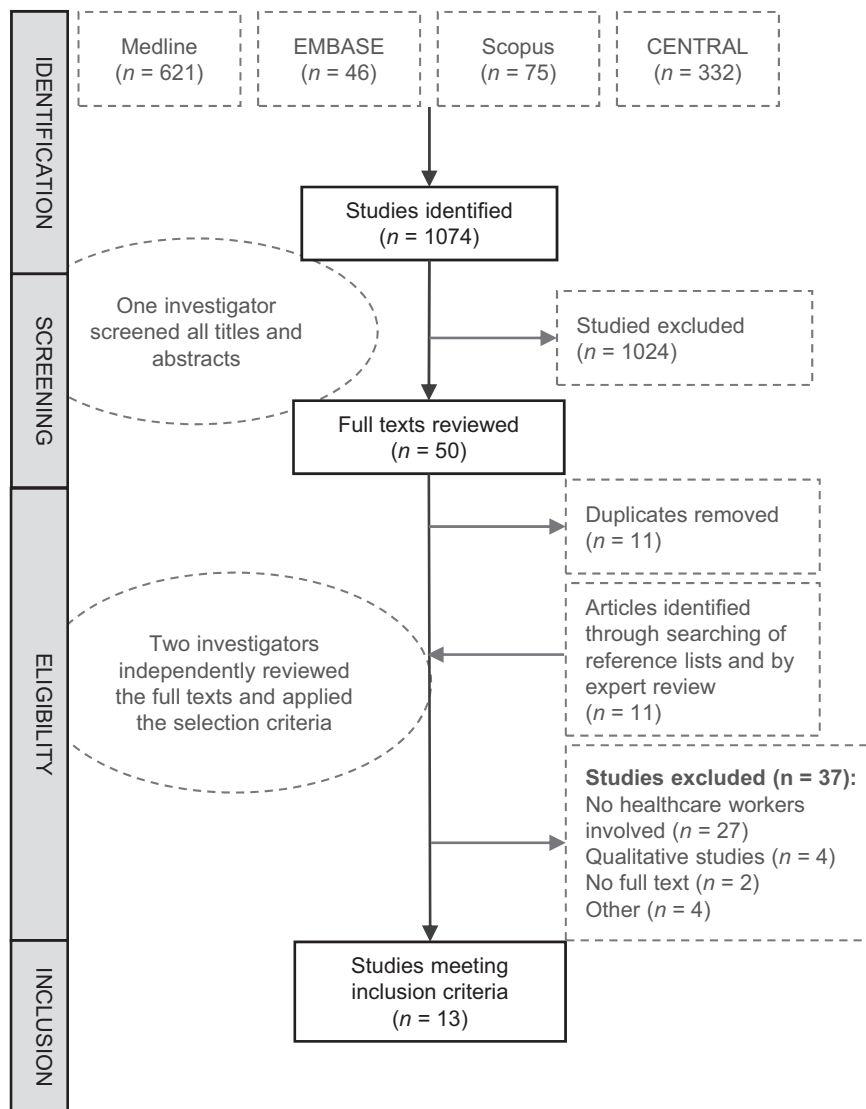 IDENTIFICATION
Medline
(n = 621)
EMBASE
(n = 46)
Scopus
(n = 75)
CENTRAL
(n = 332)
Studies identified
(n = 1074)
SCREENING
One investigator
screened all titles and
abstracts
Studied excluded
(n = 1024)
Full texts reviewed
(n = 50)
ELIGIBILITY
Duplicates removed
(n = 11)
Two investigators
independently reviewed
the full texts and applied
the selection criteria
Articles identified
through searching of
reference lists and by
expert review
(n = 11)
Studies excluded (n = 37):
No healthcare workers
involved (n = 27)
Qualitative studies (n = 4)
No full text (n = 2)
Other (n = 4)
INCLUSION
Studies meeting
inclusion criteria
(n = 13)